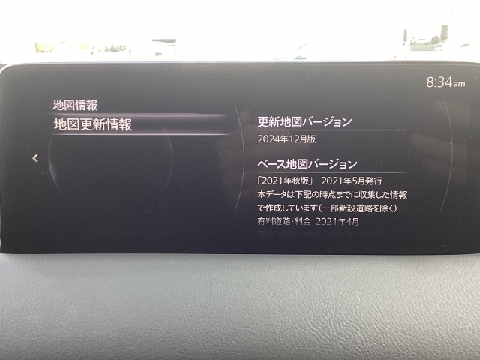 8:34am
地図情報
地図更新情報
更新地図バージョン
2024年12月版
ベース地図バージョン
「2021年秋版」 2021年5月発行
本データは下記の時点までに収集した情報
で作成しています(一部新設道路を除く)
有料道路・料金 2021年4月